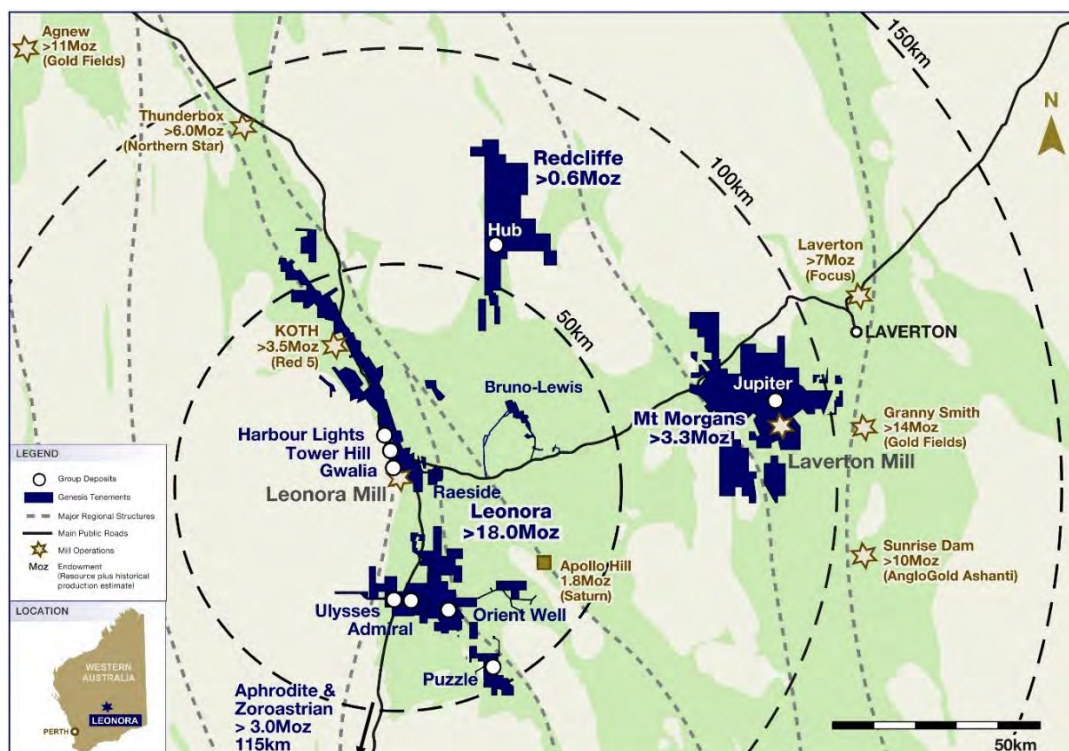 Agnew
>11Moz
(Gold Fields)
150km
N
Thunderbox
>6.0Moz
(Northern Star)
Redcliffe
>0.6Moz
100km
Hub
Laverton
>7Moz
(Focus)
LAVERTON
KOTH
>3.5Moz
(Red 5)
50km
Bruno-Lewis
Jupiter
Mt Morgans
>3.3Moz
Granny Smith
>14Moz
(Gold Fields)
Laverton Mill
Harbour Lights
Tower Hill
Gwalia
Leonora Mill
Raeside
Leonora
>18.0Moz
Apollo Hill
1.8Moz
(Saturn)
Sunrise Dam
>10Moz
(AngloGold Ashanti)
Ulysses
Admiral
Orient Well
Puzzle
Aphrodite &
Zoroastrian
> 3.0Moz
115km
50km
LEGEND
Group Deposits
Genesis Tenements
Major Regional Structures
Main Public Roads
Mill Operations
Moz Endowment
(Resource plus historical
production estimate)
LOCATION
WESTERN
AUSTRALIA
LEONORA
PERTH